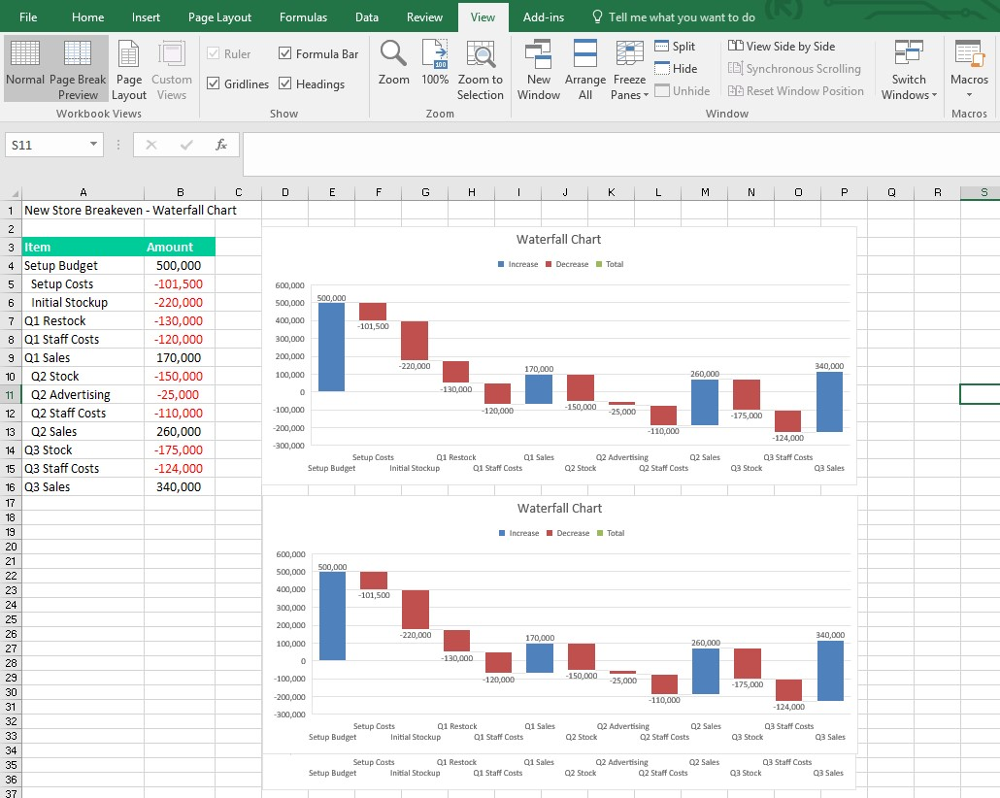 File Home Insert Page Layout Formulas Data Review View Add-ins Tell me what you want to do
Normal Page Break Preview Page Layout Custom Views
Workbook Views
Ruler Formula Bar
Gridlines Headings
Show
Zoom 100% Zoom to Selection
Zoom
New Window Arrange All Freeze Panes
Split
Hide
Unhide
View Side by Side
Synchronous Scrolling
Reset Window Position
Switch Windows
Window
Macros
Macros
S11 fx
A B C D E F G H I J K L M N O P Q R S
1 New Store Breakeven - Waterfall Chart
2
3 Item Amount
4 Setup Budget 500,000
5 Setup Costs -101,500
6 Initial Stockup -220,000
7 Q1 Restock -130,000
8 Q1 Staff Costs -120,000
9 Q1 Sales 170,000
10 Q2 Stock -150,000
11 Q2 Advertising -25,000
12 Q2 Staff Costs -110,000
13 Q2 Sales 260,000
14 Q3 Stock -175,000
15 Q3 Staff Costs -124,000
16 Q3 Sales 340,000
17
18
19
20
21
22
23
24
25
26
27
28
29
30
31
32
33
34
35
36
37
Waterfall Chart
Increase Decrease Total
600,000
500,000
400,000
300,000
200,000
100,000
0
-100,000
-200,000
-300,000
500,000 -101,500 -220,000 -130,000 -120,000 170,000 -150,000 -25,000 -110,000 260,000 -175,000 -124,000 340,000
Setup Costs Q1 Restock Q1 Sales Q2 Advertising Q2 Sales Q3 Staff Costs
Setup Budget Initial Stockup Q1 Staff Costs Q2 Stock Q2 Staff Costs Q3 Stock Q3 Sales
Waterfall Chart
Increase Decrease Total
600,000
500,000
400,000
300,000
200,000
100,000
0
-100,000
-200,000
-300,000
500,000 -101,500 -220,000 -130,000 -120,000 170,000 -150,000 -25,000 -110,000 260,000 -175,000 -124,000 340,000
Setup Costs Q1 Restock Q1 Sales Q2 Advertising Q2 Sales Q3 Staff Costs
Setup Budget Initial Stockup Q1 Staff Costs Q2 Stock Q2 Staff Costs Q3 Stock Q3 Sales
Setup Costs Q1 Restock Q1 Sales Q2 Advertising Q2 Sales Q3 Staff Costs
Setup Budget Initial Stockup Q1 Staff Costs Q2 Stock Q2 Staff Costs Q3 Stock Q3 Sales